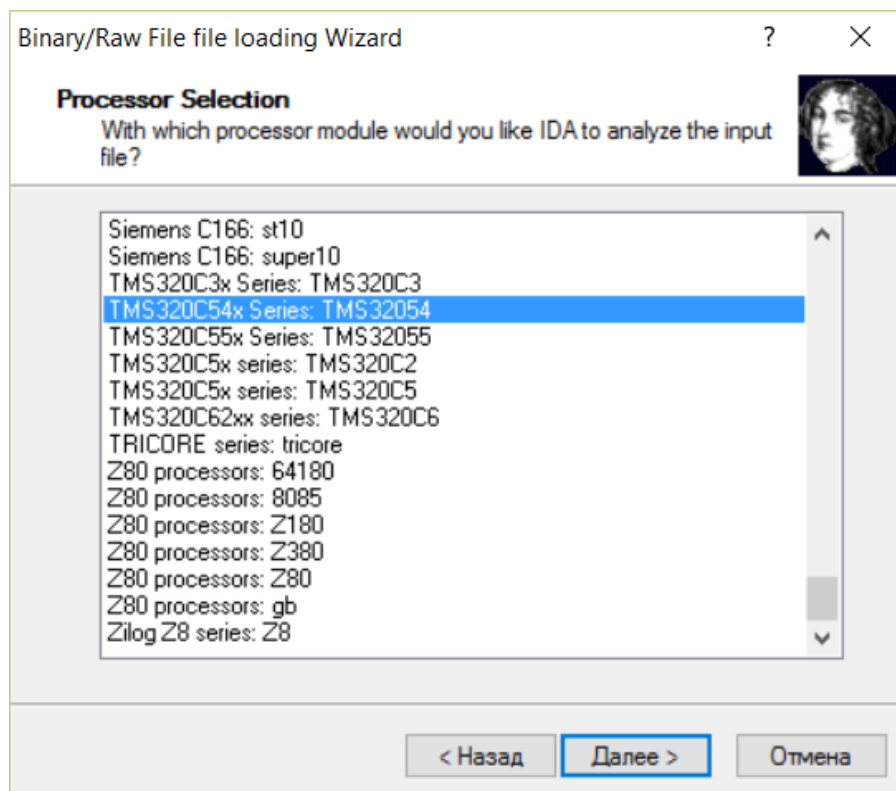 Binary/Raw File file loading Wizard
?
Processor Selection
With which processor module would you like IDA to analyze the input
file?
Siemens C166: st10
Siemens C166: super10
TMS320C3x Series: TMS320C3
TMS320C54x Series: TMS32054
TMS320C55x Series: TMS32055
TMS320C5x series: TMS320C2
TMS320C5x series: TMS320C5
TMS320C62xx series: TMS320C6
TRICORE series: tricore
Z80 processors: 64180
Z80 processors: 8085
Z80 processors: Z180
Z80 processors: Z380
Z80 processors: Z80
Z80 processors: gb
Zilog Z8 series: Z8
< Назад Далее > Отмена